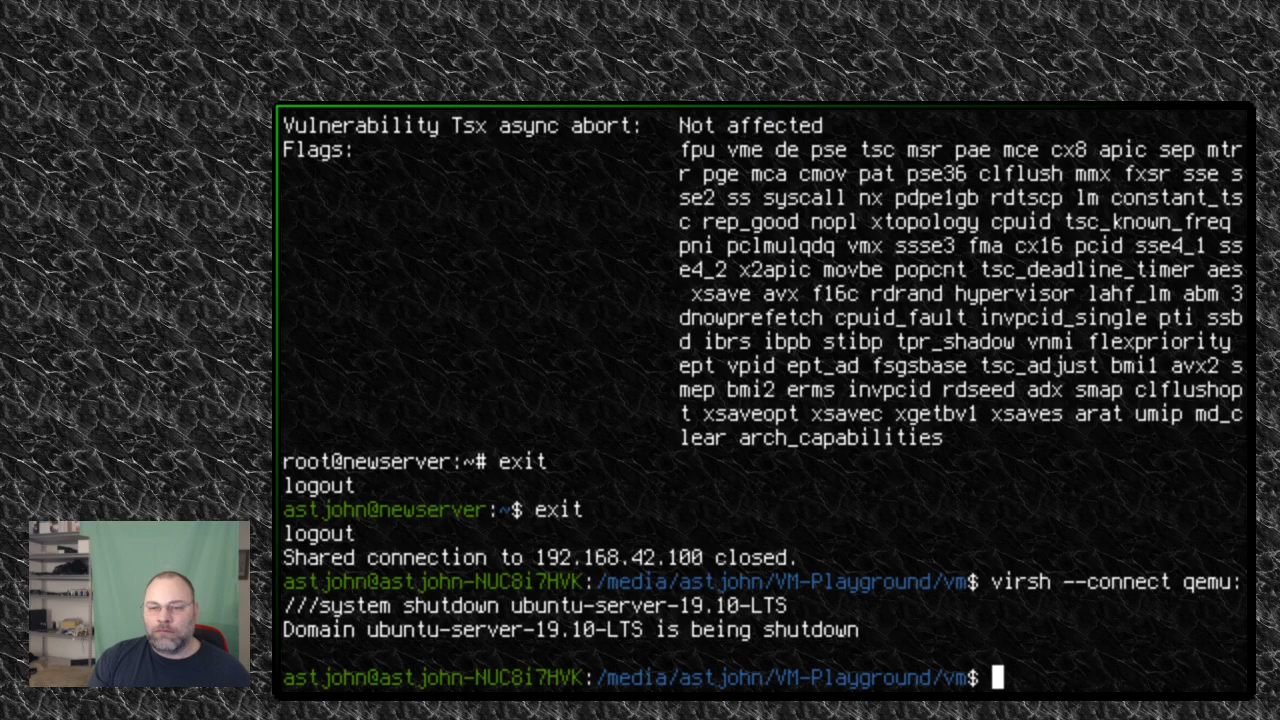 Vulnerability Tsx async abort: Not affected
Flags: fpu vme de pse tsc msr pae mce cx8 apic sep mtr
r pge mca cmov pat pse36 clflush mmx fxsr sse s
se2 ss syscall nx pdpe1gb rdtscp lm constant_ts
c rep_good nopl xtopology cpuid tsc_known_freq
pni pclmulqdq vmx ssse3 fma cx16 pcid sse4_1 ss
e4_2 x2apic movbe popcnt tsc_deadline_timer aes
xsave avx f16c rdrand hypervisor lahf_lm abm 3
dnowprefetch cpuid_fault invpcid_single pti ssb
d ibrs ibpb stibp tpr_shadow vnmi flexpriority
ept vpid ept_ad fsgsbase tsc_adjust bmi1 avx2 s
mep bmi2 erms invpcid rdseed adx smap clflushop
t xsaveopt xsavec xgetbv1 xsaves arat umip md_c
lear arch_capabilities
root@newserver:~# exit
logout
astjohn@newserver:~$ exit
logout
Shared connection to 192.168.42.100 closed.
astjohn@astjohn-NUC8i7HVK:/media/astjohn/VM-Playground/vm$ virsh --connect qemu:
///system shutdown ubuntu-server-19.10-LTS
Domain ubuntu-server-19.10-LTS is being shutdown
astjohn@astjohn-NUC8i7HVK:/media/astjohn/VM-Playground/vm$